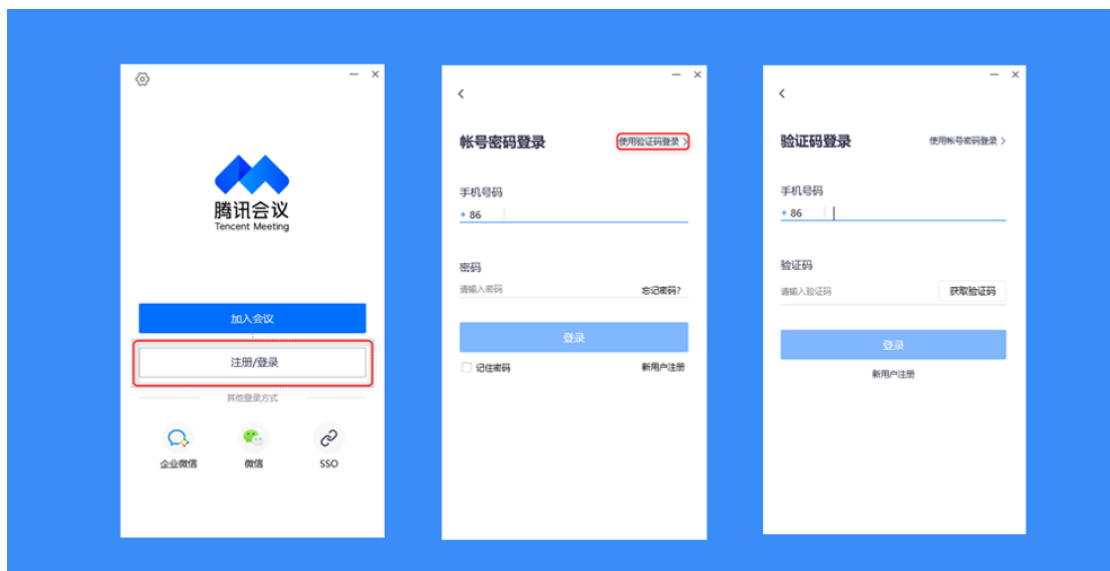 腾讯会议
Tencent Meeting
加入会议
注册/登录
其他登录方式
企业微信
微信
SSO
帐号密码登录
使用验证码登录 >
手机号码
+ 86
密码
请输入密码
忘记密码?
登录
记住密码
新用户注册
验证码登录
使用帐号密码登录 >
手机号码
+ 86
验证码
请输入验证码
获取验证码
登录
新用户注册